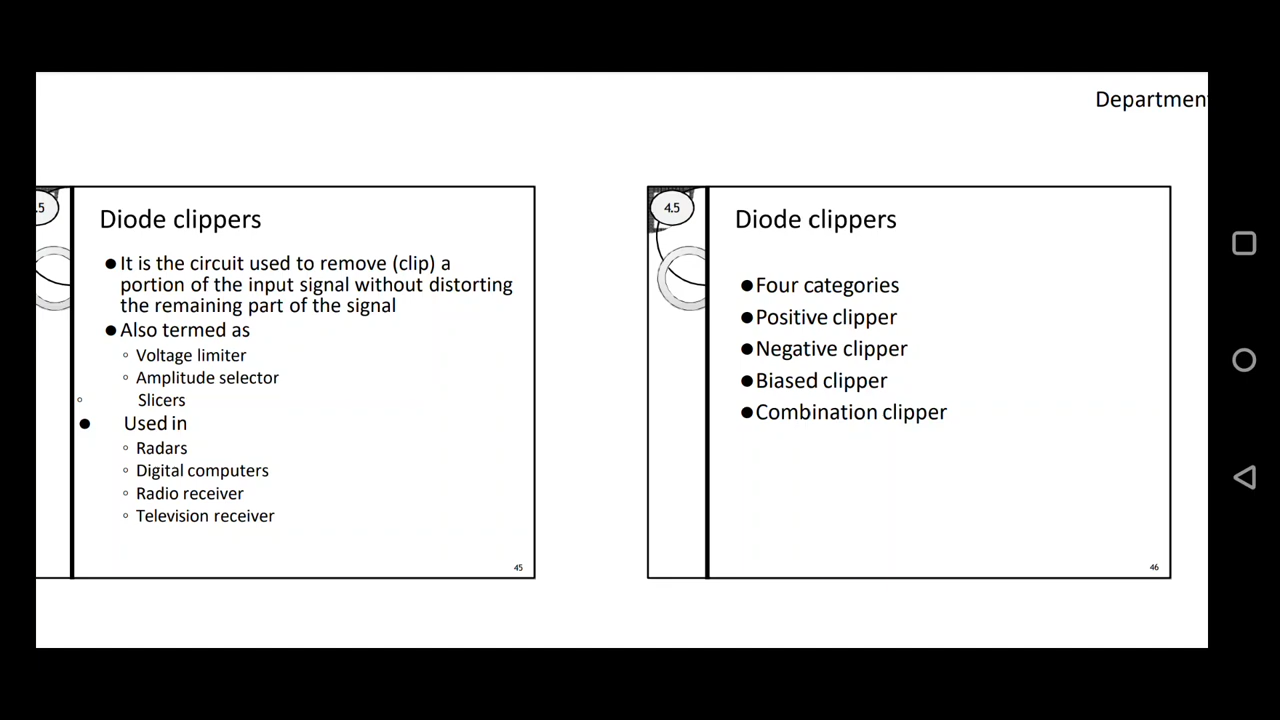 Departmen
.5
Diode clippers
● It is the circuit used to remove (clip) a
portion of the input signal without distorting
the remaining part of the signal
● Also termed as
◦ Voltage limiter
◦ Amplitude selector
◦ Slicers
● Used in
◦ Radars
◦ Digital computers
◦ Radio receiver
◦ Television receiver
45
4.5
Diode clippers
● Four categories
● Positive clipper
● Negative clipper
● Biased clipper
● Combination clipper
46